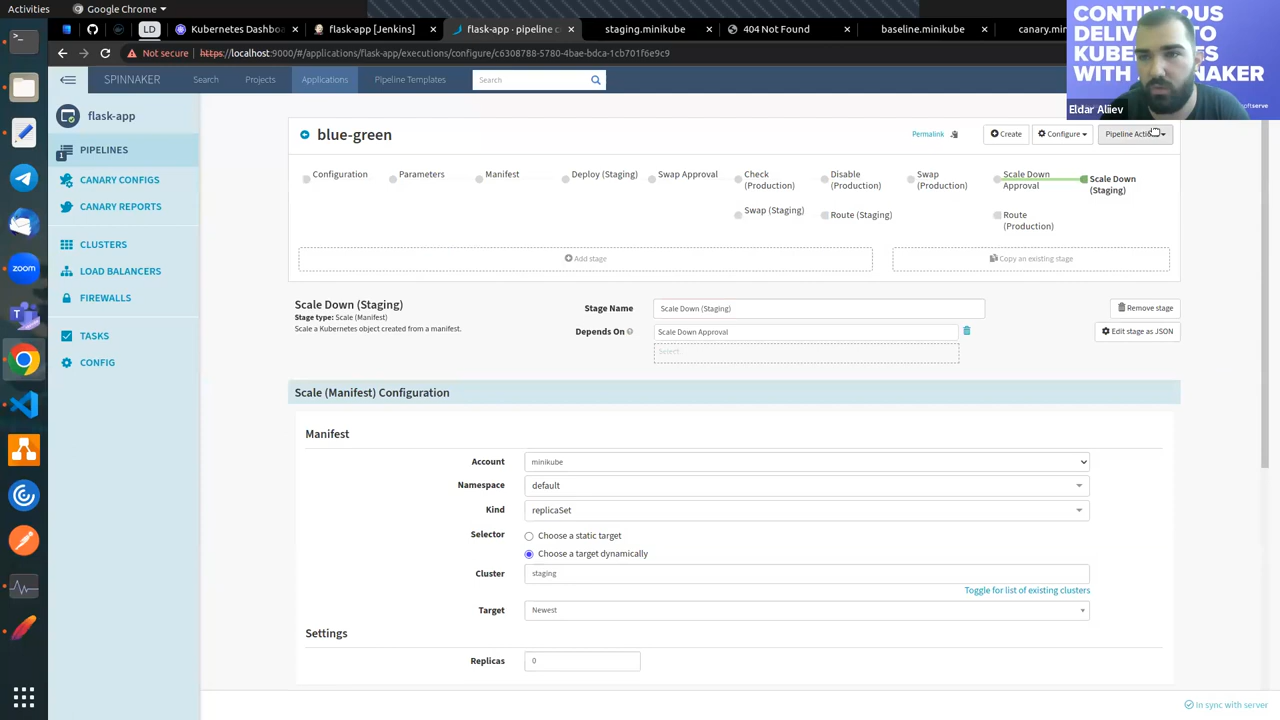 Activities
Google Chrome
LD
Kubernetes Dashboa
flask-app [Jenkins]
flask-app · pipeline c
staging.minikube
404 Not Found
baseline.minikube
canary.min
Not secure
https://localhost:9000/#/applications/flask-app/executions/configure/c6308788-5780-4bae-bdca-1cb701f6e9c9
CONTINUOUS
Eldar Aliiev
SPINNAKER
Search
Projects
Applications
Pipeline Templates
Search
flask-app
PIPELINES
1
CANARY CONFIGS
CANARY REPORTS
CLUSTERS
LOAD BALANCERS
FIREWALLS
TASKS
CONFIG
zoom
blue-green
Permalink
Create
Configure
Configuration
Parameters
Manifest
Deploy (Staging)
Swap Approval
Check
(Production)
Disable
(Production)
Swap
(Production)
Scale Down
Approval
Scale Down
(Staging)
Swap (Staging)
Route (Staging)
Route
(Production)
Add stage
Copy an existing stage
Scale Down (Staging)
Stage type: Scale (Manifest)
Scale a Kubernetes object created from a manifest.
Stage Name
Scale Down (Staging)
Remove stage
Depends On
Scale Down Approval
Edit stage as JSON
Scale (Manifest) Configuration
Manifest
Account
minikube
Namespace
default
Kind
replicaSet
Selector
Choose a static target
Choose a target dynamically
Cluster
staging
Toggle for list of existing clusters
Target
Newest
Settings
Replicas
0
In sync with server